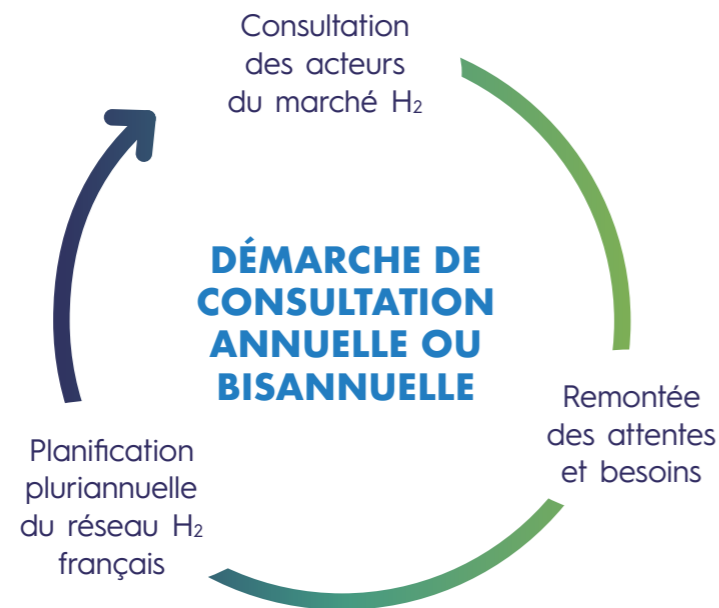 Consultation
des acteurs
du marché H₂
DÉMARCHE DE
CONSULTATION
ANNUELLE OU
BISANNUELLE
Remontée
des attentes
et besoins
Planification
pluriannuelle
du réseau H₂
français